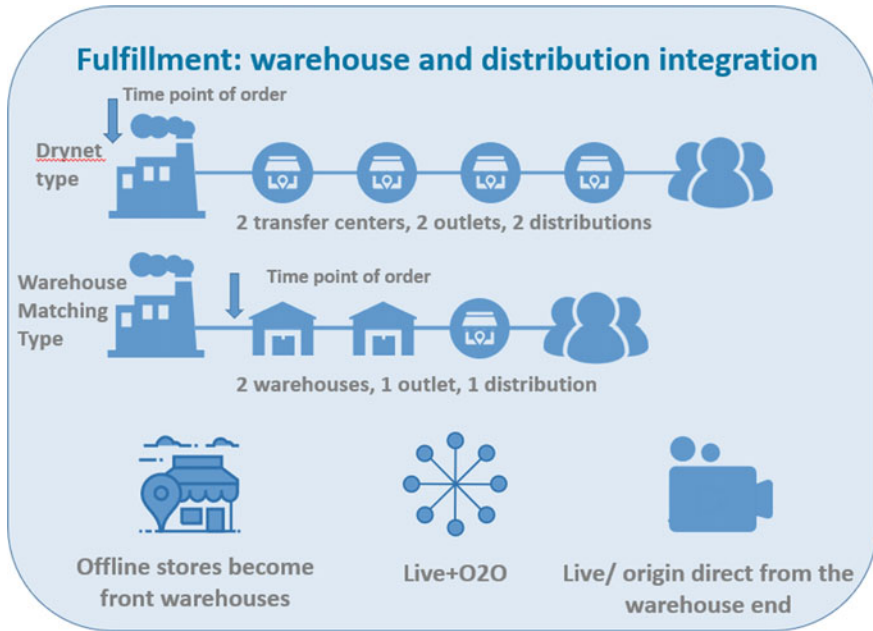 Fulfillment: warehouse and distribution integration
Time point of order
Drynet
type
2 transfer centers, 2 outlets, 2 distributions
Warehouse
Matching
Type
Time point of order
2 warehouses, 1 outlet, 1 distribution
Offline stores become
front warehouses
Live+O2O
Live/ origin direct from the
warehouse end